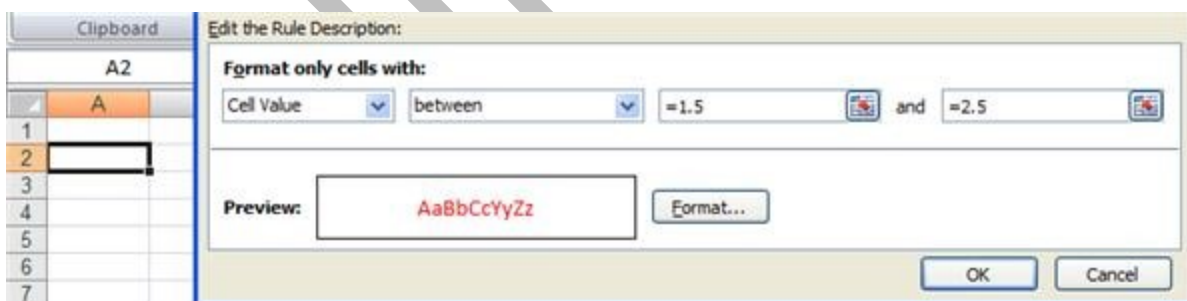 Clipboard
Edit the Rule Description:
A2
Format only cells with:
A
Cell Value between =1.5 and =2.5
1
2
3
Preview: AaBbCcYyZz Format...
4
5
6
OK Cancel
7